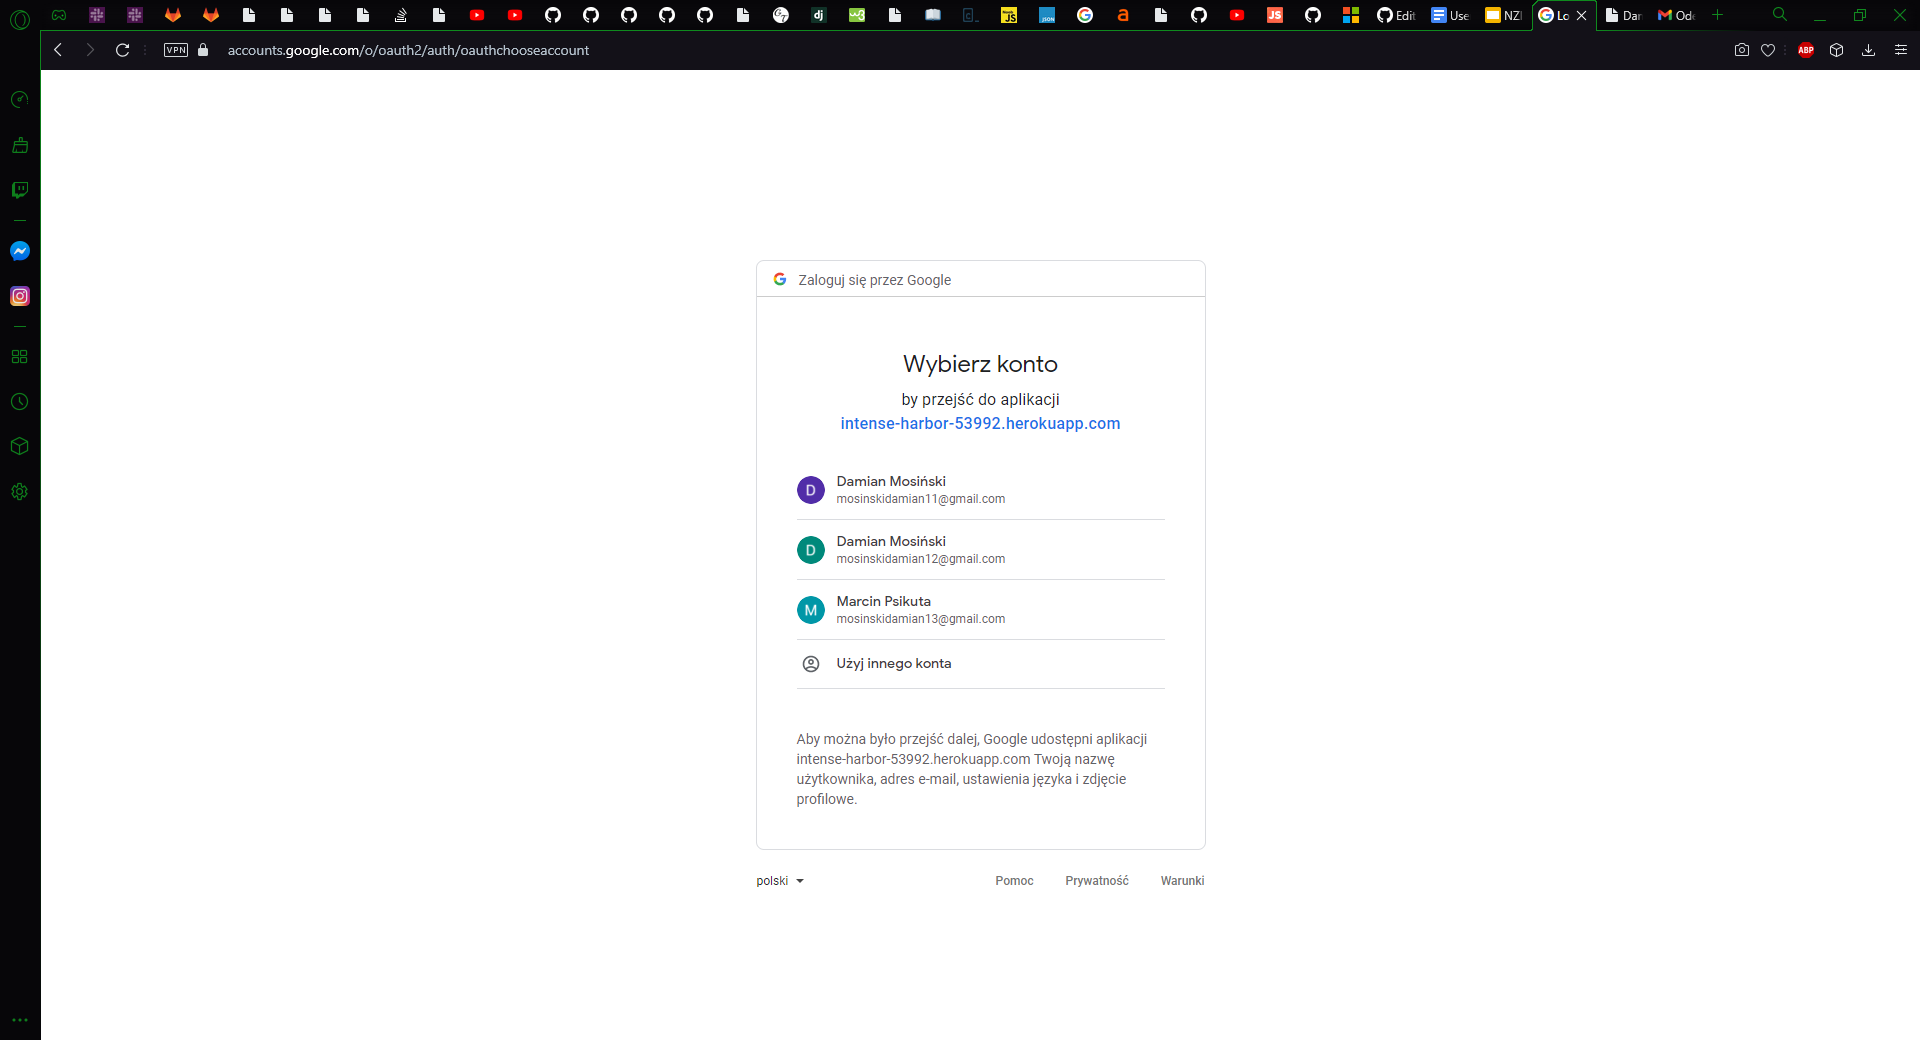 Edit
Use
NZI
Lo
Dar
Ode
VPN
accounts.google.com/o/oauth2/auth/oauthchooseaccount
ABP
Zaloguj się przez Google
Wybierz konto
by przejść do aplikacji
intense-harbor-53992.herokuapp.com
D
Damian Mosiński
mosinskidamian11@gmail.com
D
Damian Mosiński
mosinskidamian12@gmail.com
M
Marcin Psikuta
mosinskidamian13@gmail.com
Użyj innego konta
Aby można było przejść dalej, Google udostępni aplikacji
intense-harbor-53992.herokuapp.com Twoją nazwę
użytkownika, adres e-mail, ustawienia języka i zdjęcie
profilowe.
polski
Pomoc
Prywatność
Warunki